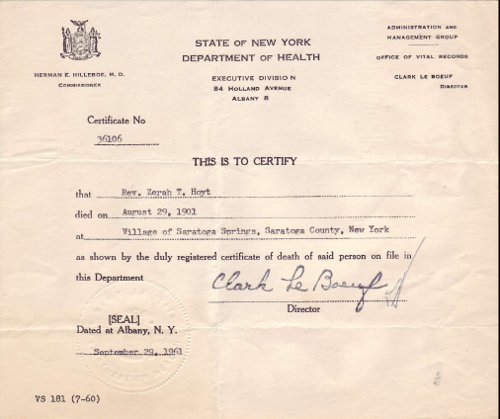 STATE OF NEW YORK
DEPARTMENT OF HEALTH
EXECUTIVE DIVISION
84 HOLLAND AVENUE
ALBANY 8
HERMAN E. HILLEBOE, M. D.
COMMISSIONER
ADMINISTRATION AND
MANAGEMENT GROUP
OFFICE OF VITAL RECORDS
CLARK LE BOEUF
DIRECTOR
Certificate No
36106
THIS IS TO CERTIFY
that Rev. Zerah T. Hoyt
died on August 29, 1901
at Village of Saratoga Springs, Saratoga County, New York
as shown by the duly registered certificate of death of said person on file in
this Department
Clark Le Boeuf
Director
[SEAL]
Dated at Albany, N. Y.
September 29, 1961
VS 181 (7-60)